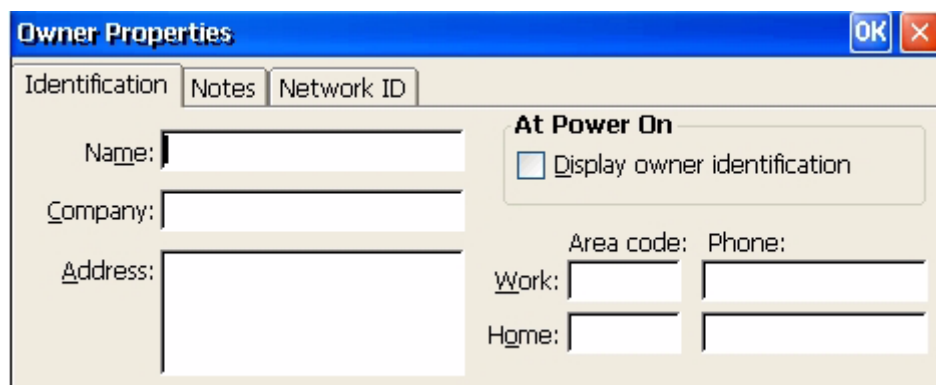 Owner Properties OK
Identification Notes Network ID
Name:
Company:
Address:
At Power On
Display owner identification
Area code: Phone:
Work:
Home: